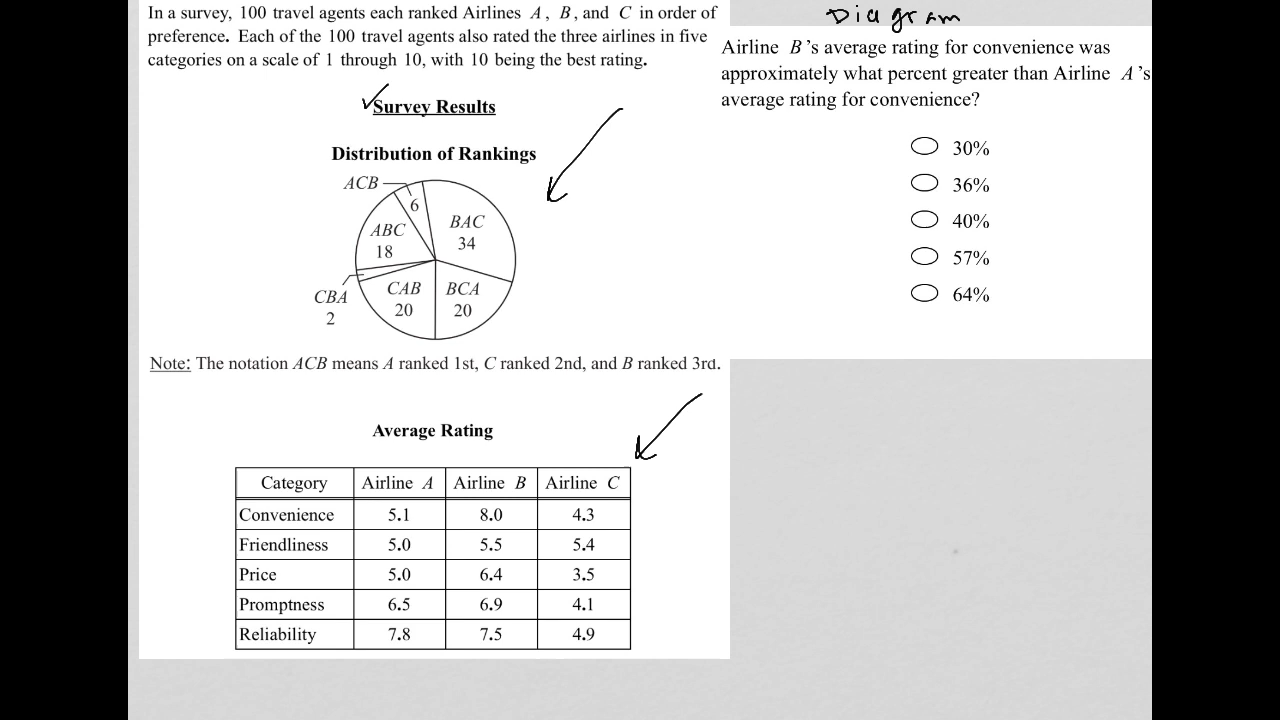 In a survey, 100 travel agents each ranked Airlines A, B, and C in order of
preference. Each of the 100 travel agents also rated the three airlines in five
categories on a scale of 1 through 10, with 10 being the best rating.
Survey Results
Distribution of Rankings
ACB
6
BAC
34
ABC
18
CBA
2
CAB
20
BCA
20
Note: The notation ACB means A ranked 1st, C ranked 2nd, and B ranked 3rd.
Average Rating
Category Airline A Airline B Airline C
Convenience 5.1 8.0 4.3
Friendliness 5.0 5.5 5.4
Price 5.0 6.4 3.5
Promptness 6.5 6.9 4.1
Reliability 7.8 7.5 4.9
Diagram
Airline B's average rating for convenience was
approximately what percent greater than Airline A's
average rating for convenience?
30%
36%
40%
57%
64%